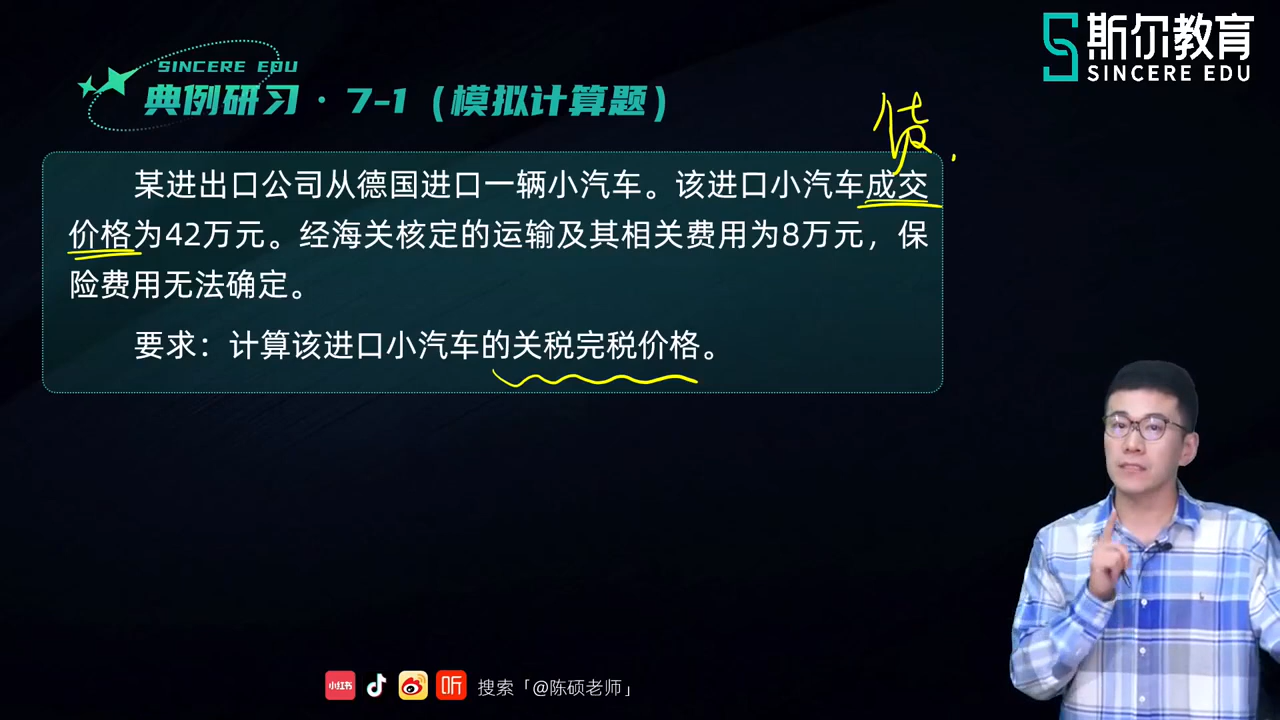 斯尔教育
SINCERE EDU
SINCERE EDU
典例研习·7-1（模拟计算题）
货
某进出口公司从德国进口一辆小汽车。该进口小汽车成交
价格为42万元。经海关核定的运输及其相关费用为8万元，保
险费用无法确定。
要求：计算该进口小汽车的关税完税价格。
小红书
听
搜索「@陈硕老师」